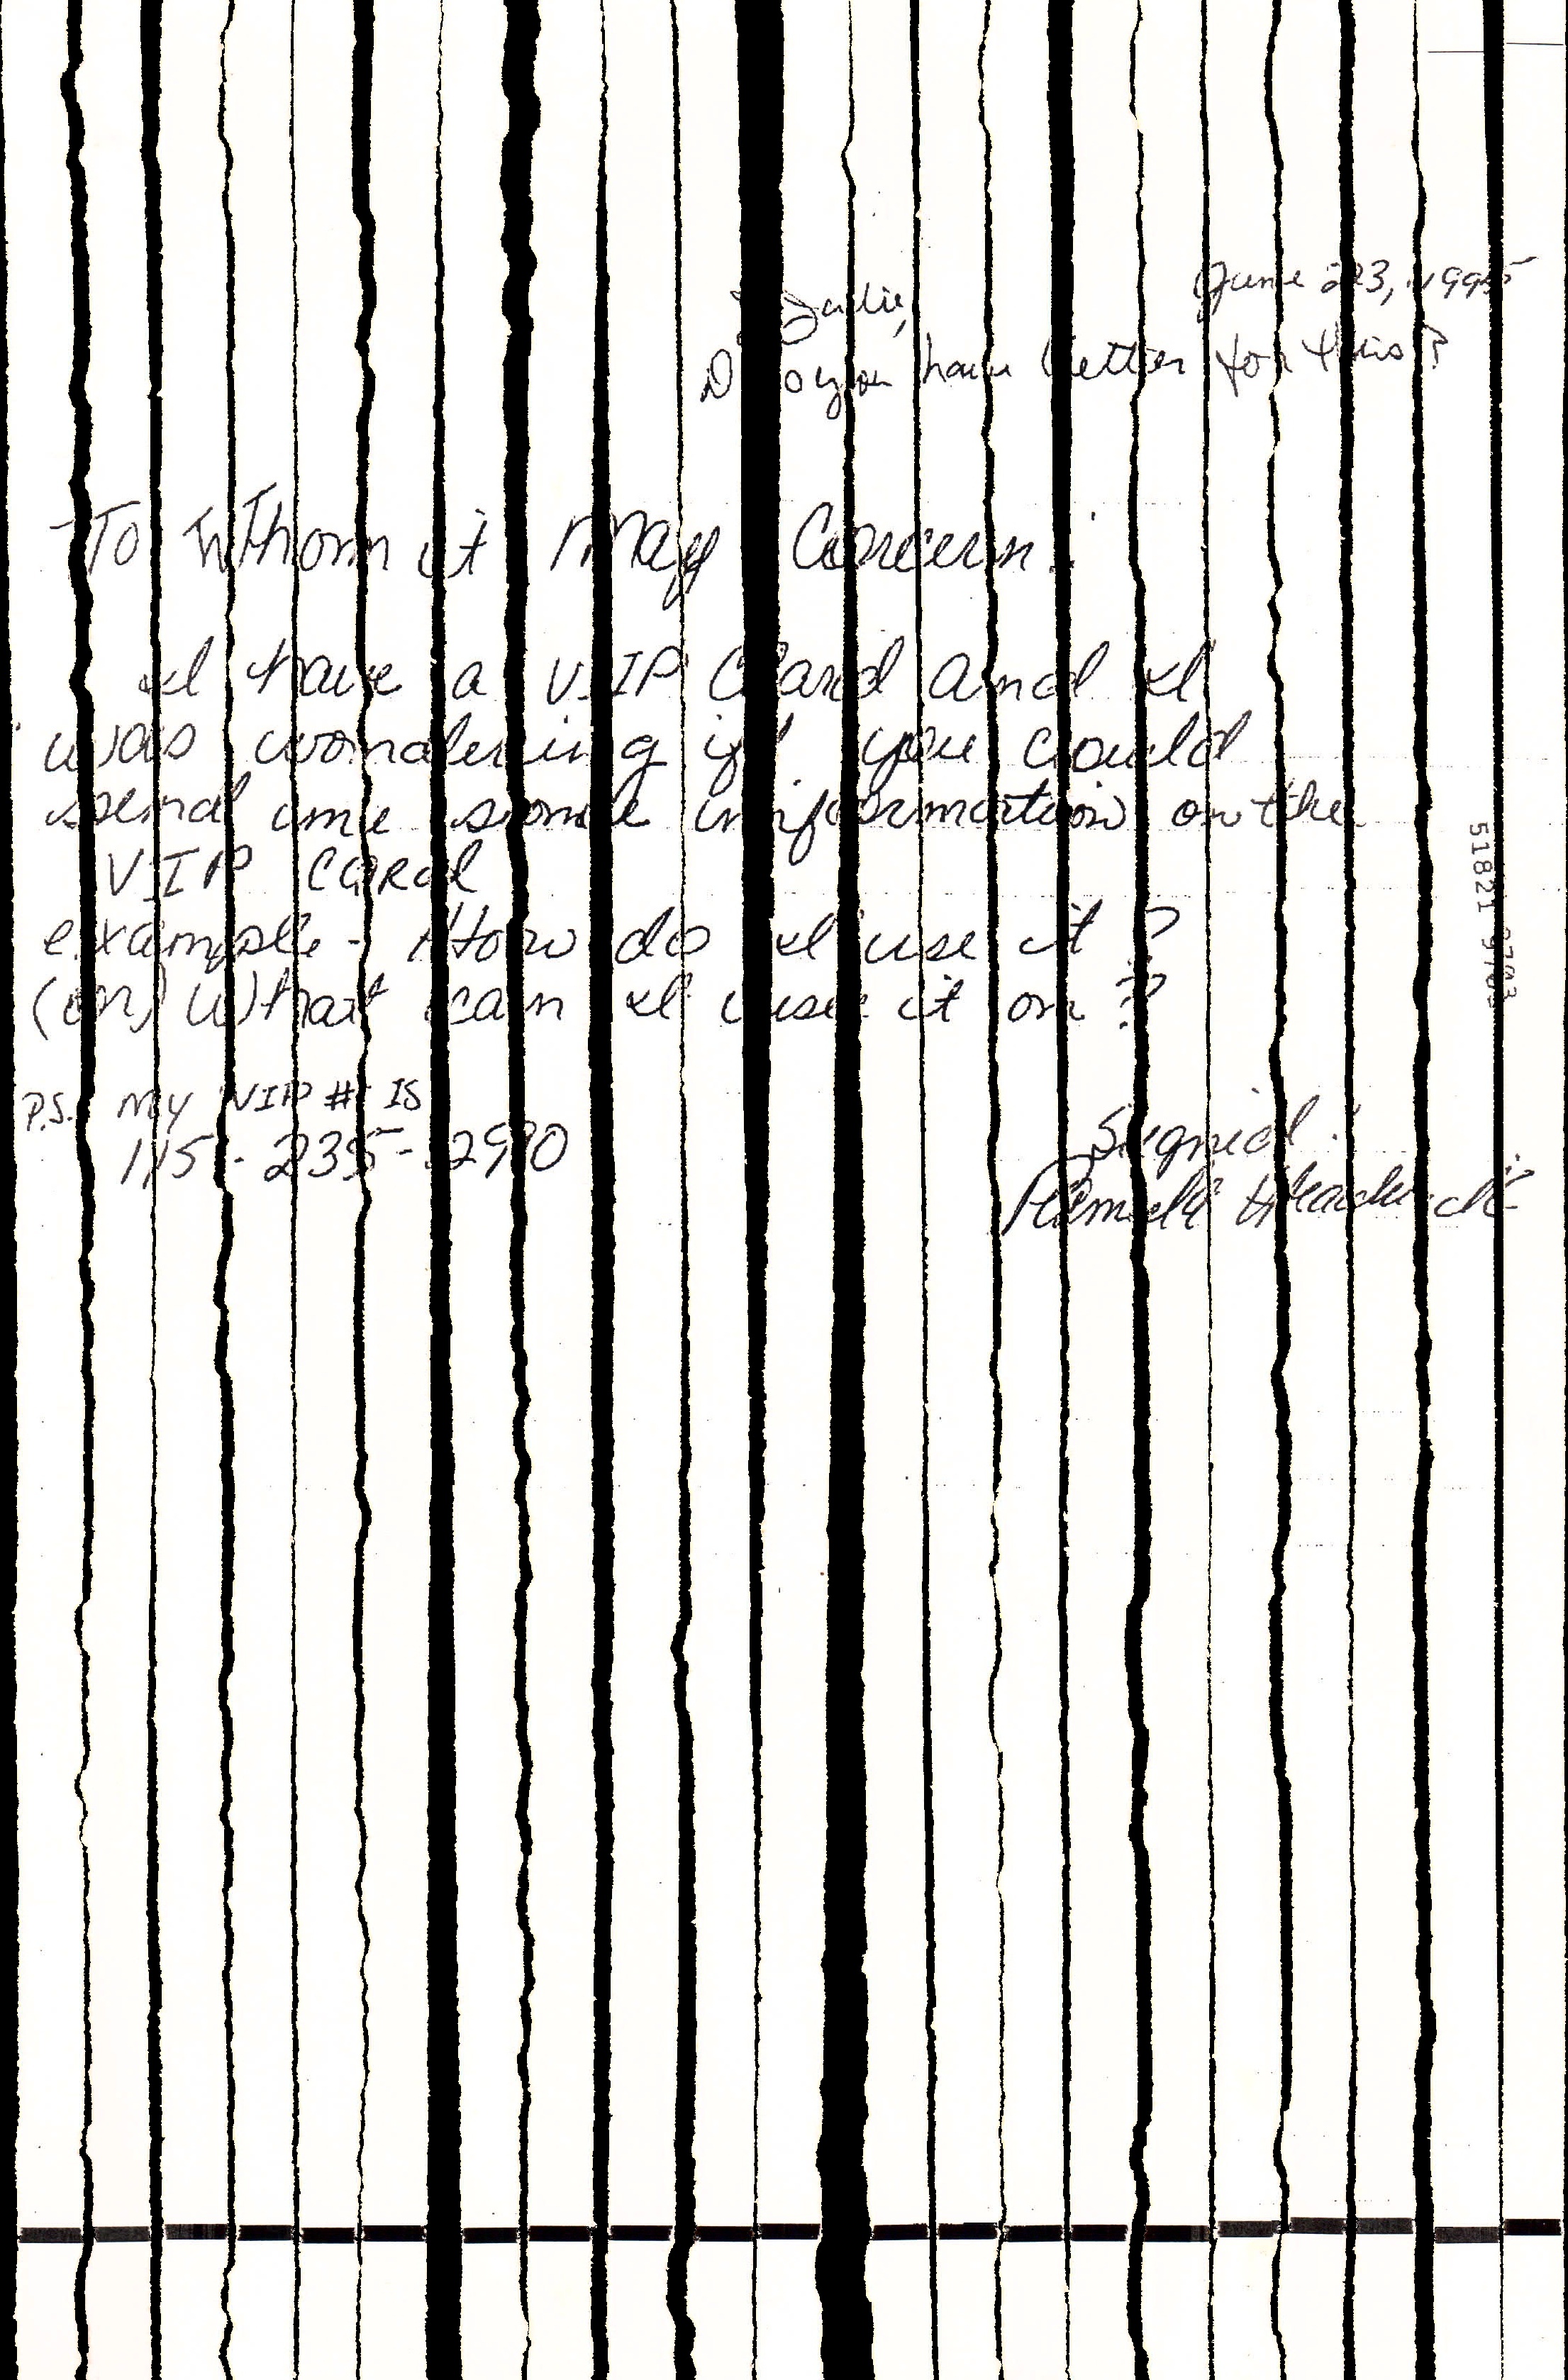 June 23, 1995
Do you have letter for this?
To Whom it May Concern:
I have a VIP Card and I
was wondering if you could
send me some information on the
VIP Card
example - How do I use it?
(or) What can I use it on?
P.S. My VIP # IS
115-235-2990
Signed:
51821 9703